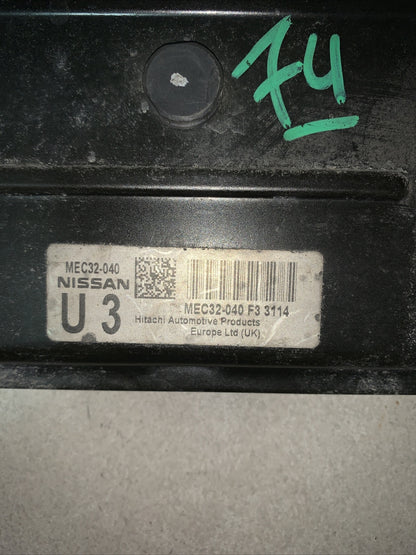 74
MEC32-040
NISSAN
U 3
MEC32-040 F3 3114
Hitachi Automotive Products
Europe Ltd (UK)